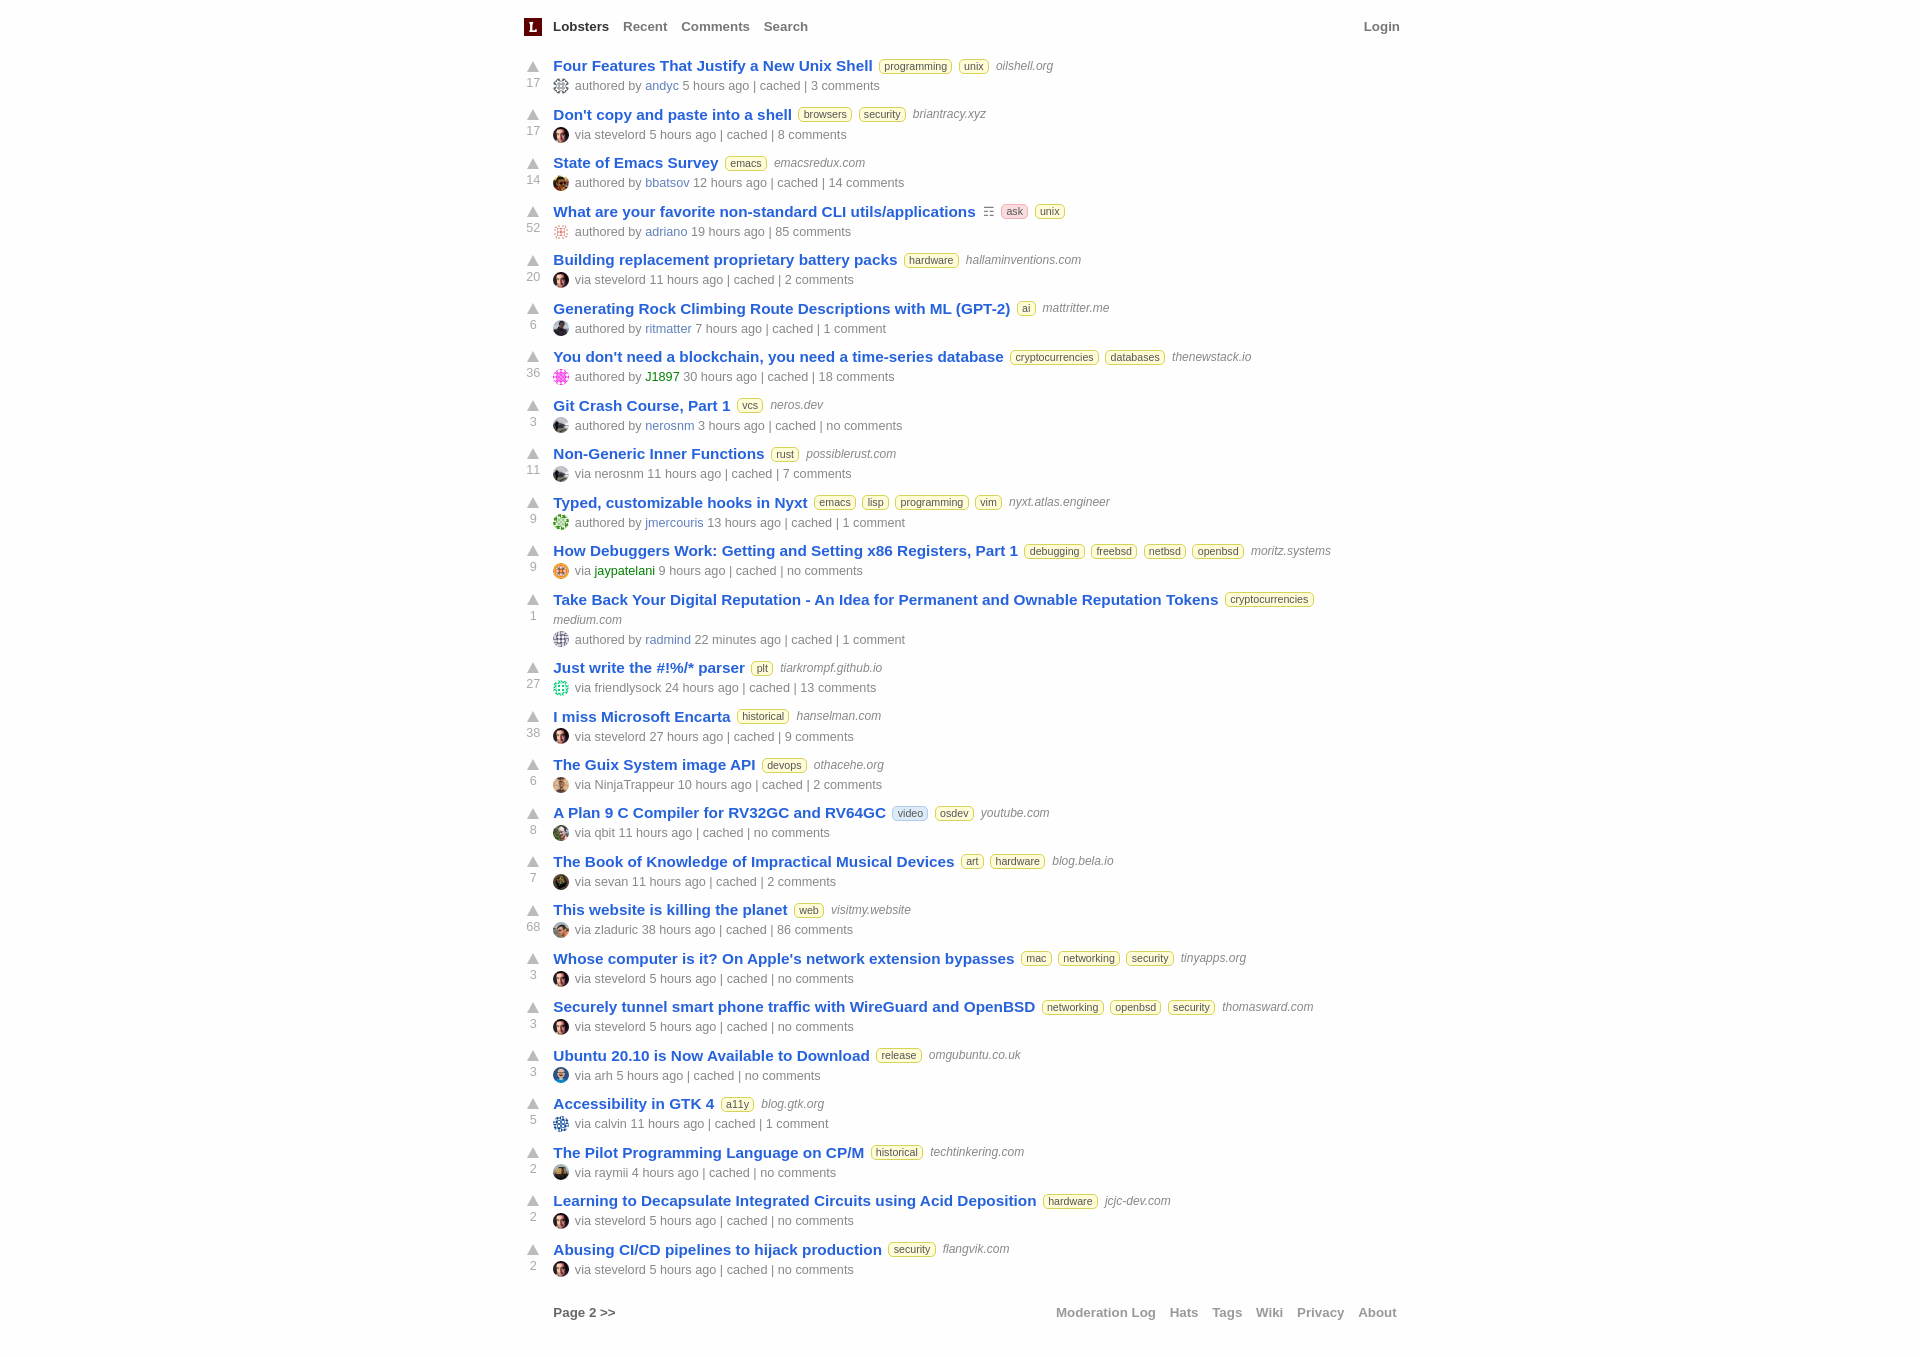 L Lobsters Recent Comments Search Login
Four Features That Justify a New Unix Shell programming unix oilshell.org
17
authored by andyc 5 hours ago | cached | 3 comments
Don't copy and paste into a shell browsers security briantracy.xyz
17
via stevelord 5 hours ago | cached | 8 comments
State of Emacs Survey emacs emacsredux.com
14
authored by bbatsov 12 hours ago | cached | 14 comments
What are your favorite non-standard CLI utils/applications ☶ ask unix
52
authored by adriano 19 hours ago | 85 comments
Building replacement proprietary battery packs hardware hallaminventions.com
20
via stevelord 11 hours ago | cached | 2 comments
Generating Rock Climbing Route Descriptions with ML (GPT-2) ai mattritter.me
6
authored by ritmatter 7 hours ago | cached | 1 comment
You don't need a blockchain, you need a time-series database cryptocurrencies databases thenewstack.io
36
authored by J1897 30 hours ago | cached | 18 comments
Git Crash Course, Part 1 vcs neros.dev
3
authored by nerosnm 3 hours ago | cached | no comments
Non-Generic Inner Functions rust possiblerust.com
11
via nerosnm 11 hours ago | cached | 7 comments
Typed, customizable hooks in Nyxt emacs lisp programming vim nyxt.atlas.engineer
9
authored by jmercouris 13 hours ago | cached | 1 comment
How Debuggers Work: Getting and Setting x86 Registers, Part 1 debugging freebsd netbsd openbsd moritz.systems
9
via jaypatelani 9 hours ago | cached | no comments
Take Back Your Digital Reputation - An Idea for Permanent and Ownable Reputation Tokens cryptocurrencies
1
medium.com
authored by radmind 22 minutes ago | cached | 1 comment
Just write the #!%/* parser plt tiarkrompf.github.io
27
via friendlysock 24 hours ago | cached | 13 comments
I miss Microsoft Encarta historical hanselman.com
38
via stevelord 27 hours ago | cached | 9 comments
The Guix System image API devops othacehe.org
6
via NinjaTrappeur 10 hours ago | cached | 2 comments
A Plan 9 C Compiler for RV32GC and RV64GC video osdev youtube.com
8
via qbit 11 hours ago | cached | no comments
The Book of Knowledge of Impractical Musical Devices art hardware blog.bela.io
7
via sevan 11 hours ago | cached | 2 comments
This website is killing the planet web visitmy.website
68
via zladuric 38 hours ago | cached | 86 comments
Whose computer is it? On Apple's network extension bypasses mac networking security tinyapps.org
3
via stevelord 5 hours ago | cached | no comments
Securely tunnel smart phone traffic with WireGuard and OpenBSD networking openbsd security thomasward.com
3
via stevelord 5 hours ago | cached | no comments
Ubuntu 20.10 is Now Available to Download release omgubuntu.co.uk
3
via arh 5 hours ago | cached | no comments
Accessibility in GTK 4 a11y blog.gtk.org
5
via calvin 11 hours ago | cached | 1 comment
The Pilot Programming Language on CP/M historical techtinkering.com
2
via raymii 4 hours ago | cached | no comments
Learning to Decapsulate Integrated Circuits using Acid Deposition hardware jcjc-dev.com
2
via stevelord 5 hours ago | cached | no comments
Abusing CI/CD pipelines to hijack production security flangvik.com
2
via stevelord 5 hours ago | cached | no comments
Page 2 >> Moderation Log Hats Tags Wiki Privacy About